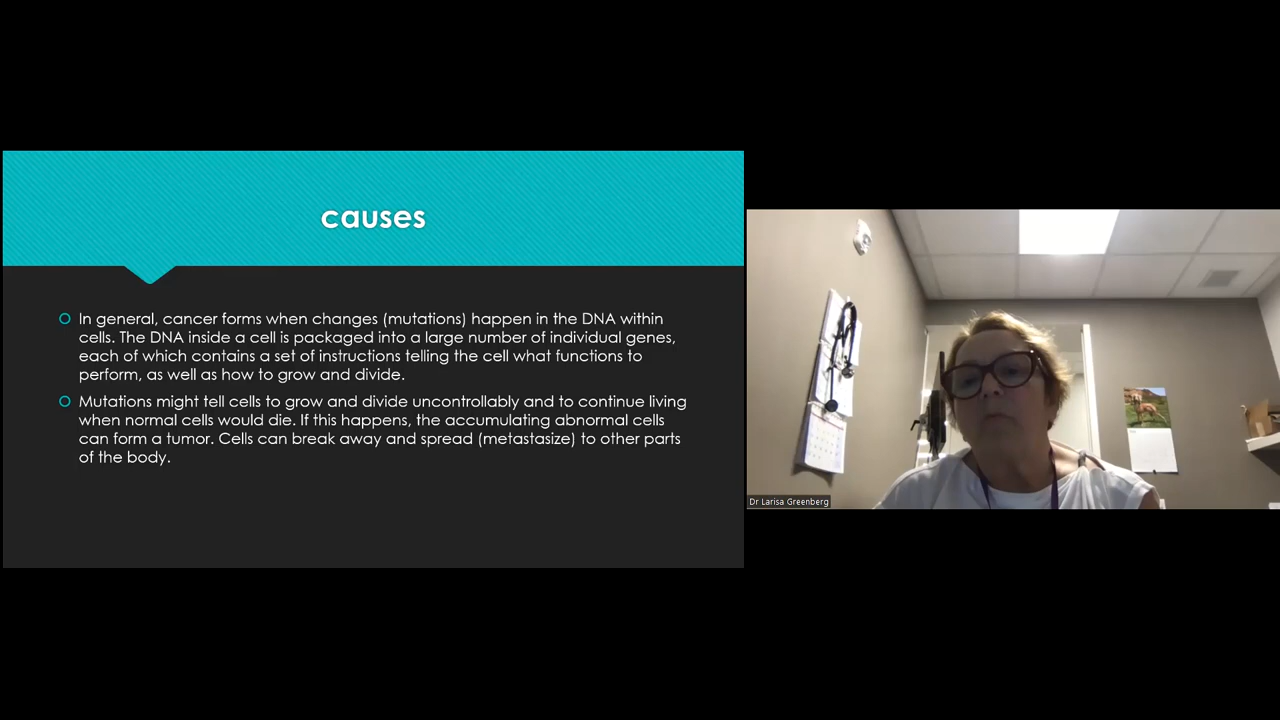 causes
In general, cancer forms when changes (mutations) happen in the DNA within
cells. The DNA inside a cell is packaged into a large number of individual genes,
each of which contains a set of instructions telling the cell what functions to
perform, as well as how to grow and divide.
Mutations might tell cells to grow and divide uncontrollably and to continue living
when normal cells would die. If this happens, the accumulating abnormal cells
can form a tumor. Cells can break away and spread (metastasize) to other parts
of the body.
Dr Larisa Greenberg